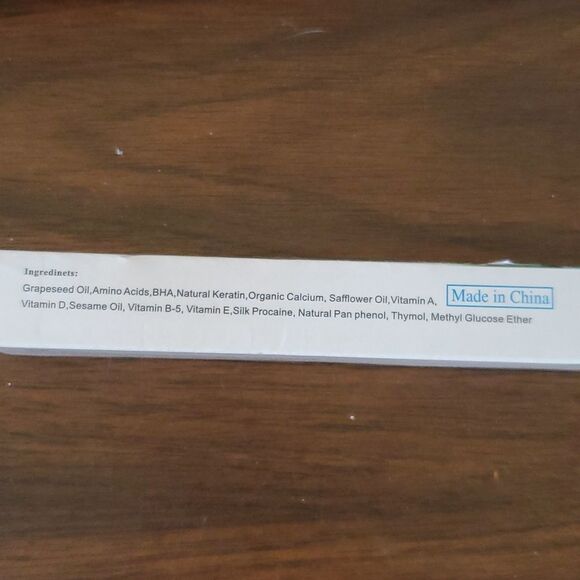 Ingredinets:
Grapeseed Oil,Amino Acids,BHA,Natural Keratin,Organic Calcium, Safflower Oil,Vitamin A,
Made in China
Vitamin D,Sesame Oil, Vitamin B-5, Vitamin E,Silk Procaine, Natural Pan phenol, Thymol, Methyl Glucose Ether